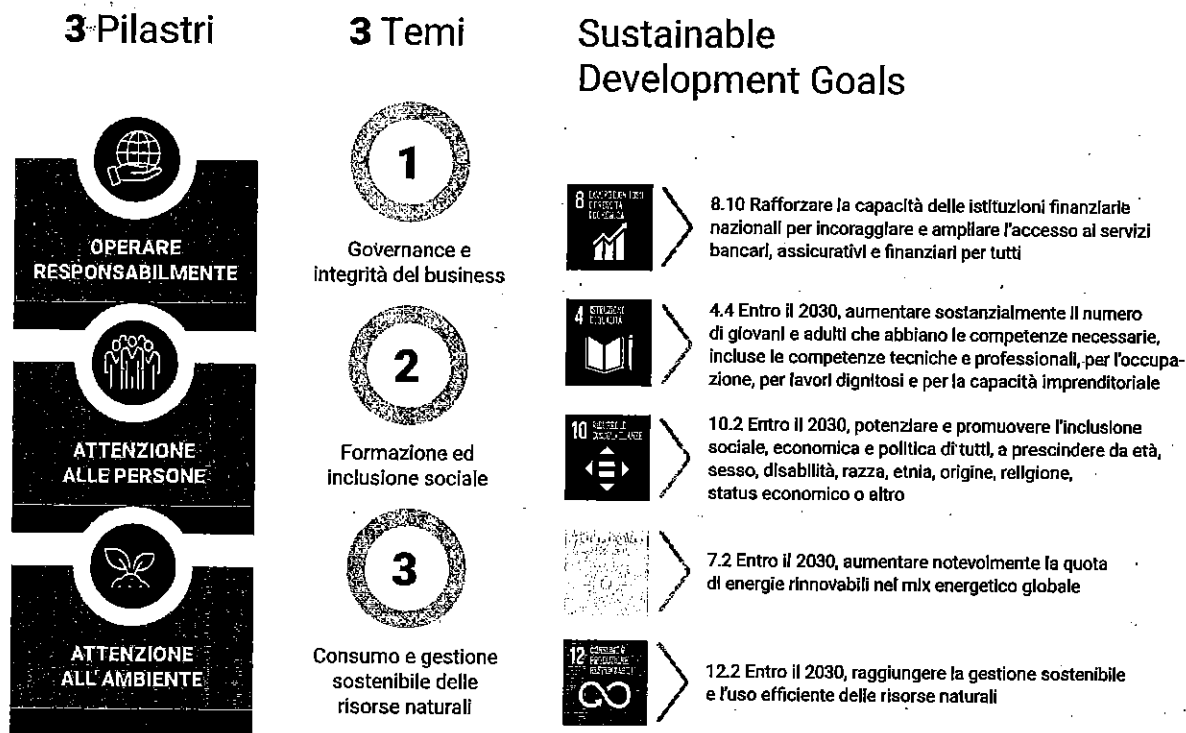 3 Pilastri
OPERARE
RESPONSABILMENTE
ATTENZIONE
ALLE PERSONE
ATTENZIONE
ALL'AMBIENTE
3 Temi
1
Governance e
integrità del business
2
Formazione ed
inclusione sociale
3
Consumo e gestione
sostenibile delle
risorse naturali
Sustainable
Development Goals
8
8.10 Rafforzare la capacità delle istituzioni finanziarie
nazionali per incoraggiare e ampliare l'accesso ai servizi
bancari, assicurativi e finanziari per tutti
4 ISTRUZIONE
DI QUALITÀ
4.4 Entro il 2030, aumentare sostanzialmente il numero
di giovani e adulti che abbiano le competenze necessarie,
incluse le competenze tecniche e professionali, per l'occupa-
zione, per lavori dignitosi e per la capacità imprenditoriale
10
10.2 Entro il 2030, potenziare e promuovere l'inclusione
sociale, economica e politica di tutti, a prescindere da età,
sesso, disabilità, razza, etnia, origine, religione,
status economico o altro
7.2 Entro il 2030, aumentare notevolmente la quota
di energie rinnovabili nel mix energetico globale
12
12.2 Entro il 2030, raggiungere la gestione sostenibile
e l'uso efficiente delle risorse naturali